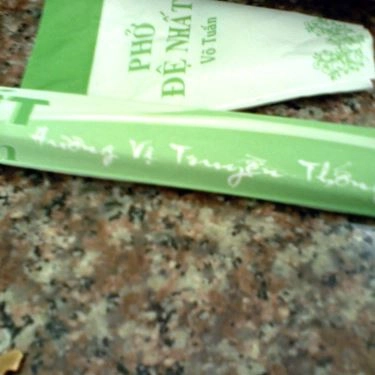 PHỞ
ĐỆ NHẤT
Võ Tuấn
Hương Vị Truyền Thống